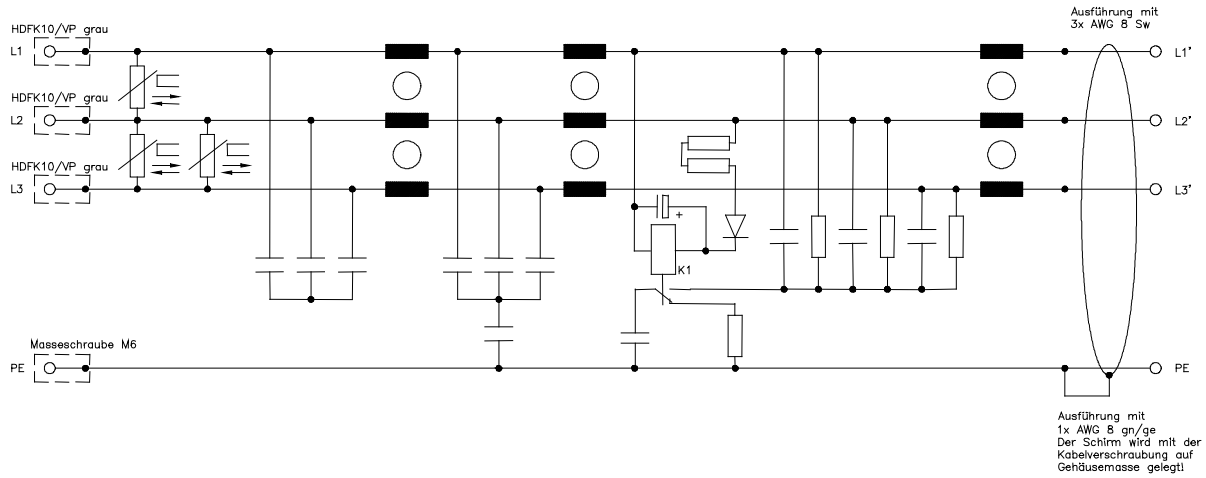 Ausführung mit
3x AWG 8 Sw
HDFK10/VP grau
L1
L1'
HDFK10/VP grau
L2
L2'
HDFK10/VP grau
L3
L3'
+
K1
Masseschraube M6
PE
PE
Ausführung mit
1x AWG 8 gn/ge
Der Schirm wird mit der
Kabelverschraubung auf
Gehäusemasse gelegt!